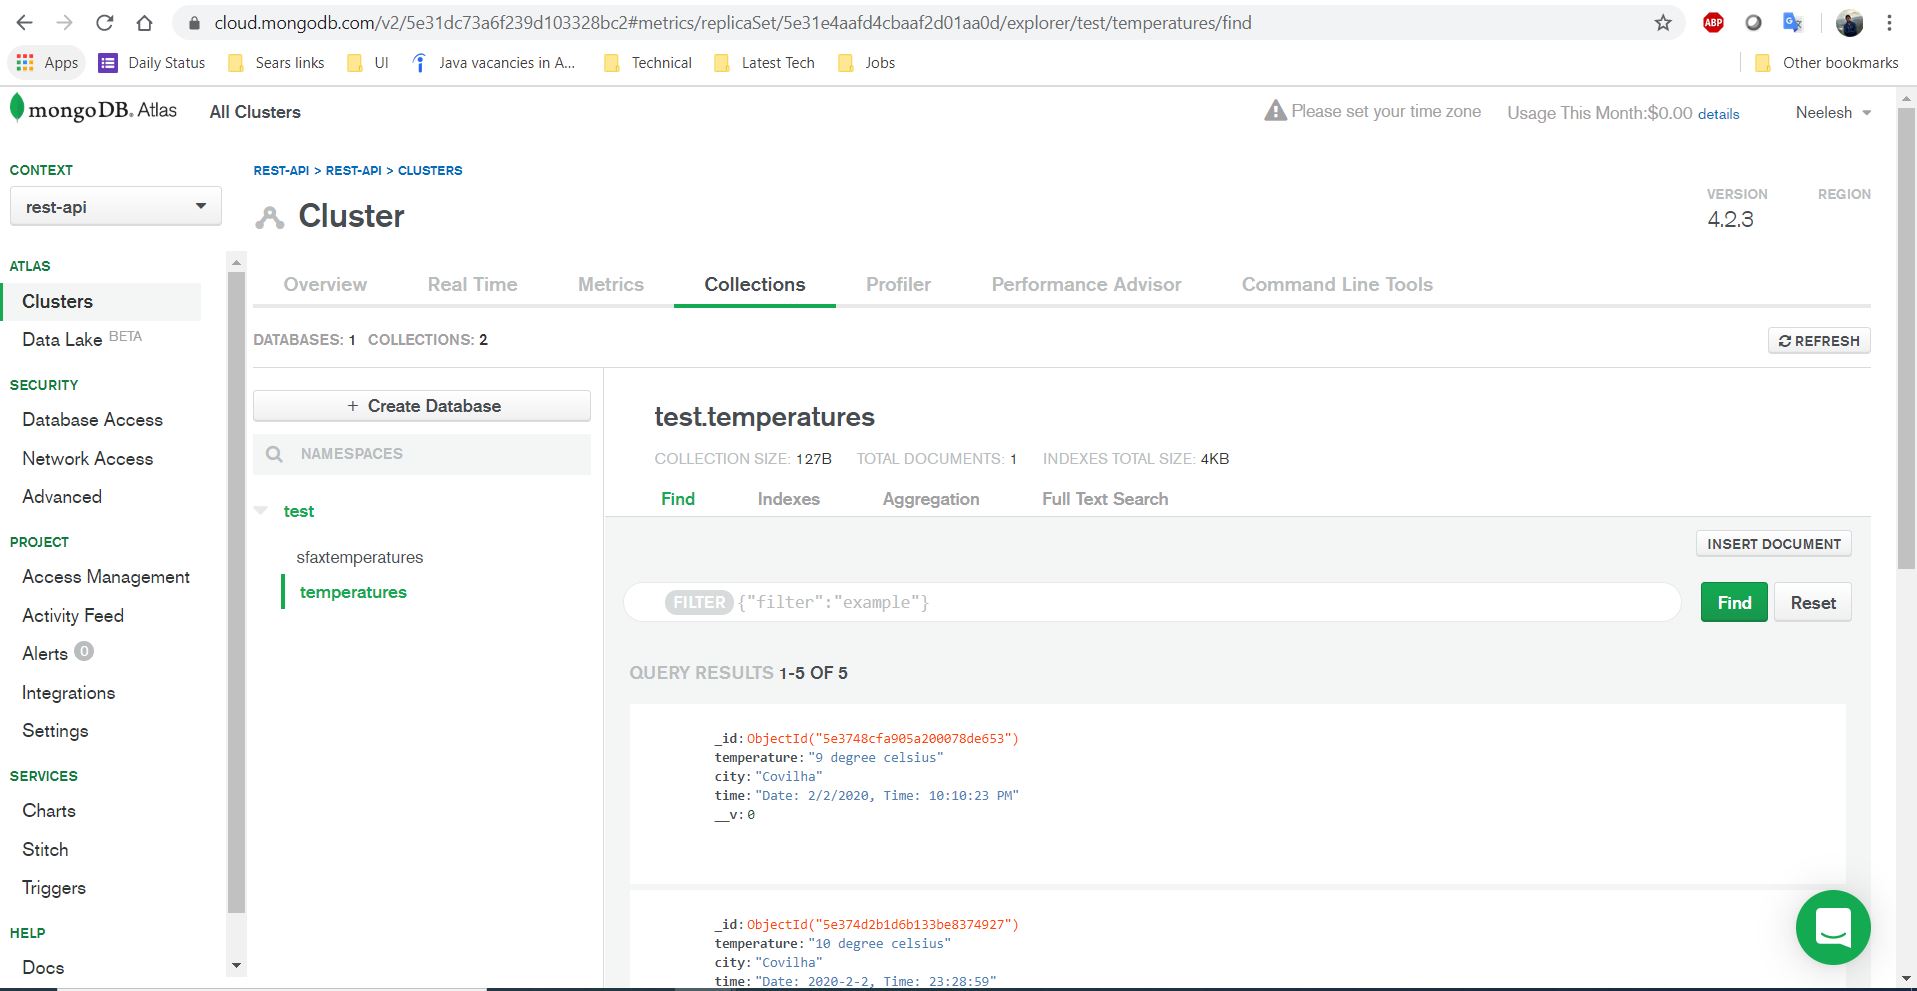 cloud.mongodb.com/v2/5e31dc73a6f239d103328bc2#metrics/replicaSet/5e31e4aafd4cbaaf2d01aa0d/explorer/test/temperatures/find
ABP
Apps Daily Status Sears links UI Java vacancies in A... Technical Latest Tech Jobs Other bookmarks
mongoDB. Atlas All Clusters Please set your time zone Usage This Month:$0.00 details Neelesh
CONTEXT
rest-api
ATLAS
Clusters
Data Lake BETA
SECURITY
Database Access
Network Access
Advanced
PROJECT
Access Management
Activity Feed
Alerts 0
Integrations
Settings
SERVICES
Charts
Stitch
Triggers
HELP
Docs
REST-API > REST-API > CLUSTERS
Cluster
VERSION REGION
4.2.3
Overview Real Time Metrics Collections Profiler Performance Advisor Command Line Tools
DATABASES: 1 COLLECTIONS: 2
REFRESH
+ Create Database
NAMESPACES
test
sfaxtemperatures
temperatures
test.temperatures
COLLECTION SIZE: 127B TOTAL DOCUMENTS: 1 INDEXES TOTAL SIZE: 4KB
Find Indexes Aggregation Full Text Search
INSERT DOCUMENT
FILTER {"filter":"example"}
Find Reset
QUERY RESULTS 1-5 OF 5
_id: ObjectId("5e3748cfa905a200078de653")
temperature: "9 degree celsius"
city: "Covilha"
time: "Date: 2/2/2020, Time: 10:10:23 PM"
__v: 0
_id: ObjectId("5e374d2b1d6b133be8374927")
temperature: "10 degree celsius"
city: "Covilha"
time: "Date: 2020-2-2, Time: 23:28:59"